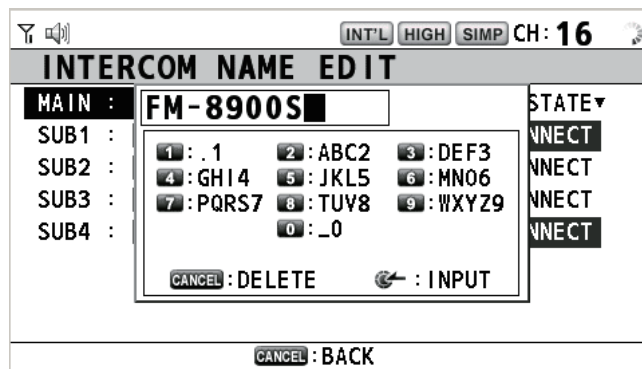 INT'L HIGH SIMP CH: 16
INTERCOM NAME EDIT
MAIN : FM-8900S STATE▼
SUB1 : NNECT
SUB2 : NNECT
SUB3 : NNECT
SUB4 : NNECT
1 : .1 2 : ABC2 3 : DEF3
4 : GHI4 5 : JKL5 6 : MNO6
7 : PQRS7 8 : TUV8 9 : WXYZ9
0 : _0
CANCEL : DELETE : INPUT
CANCEL : BACK